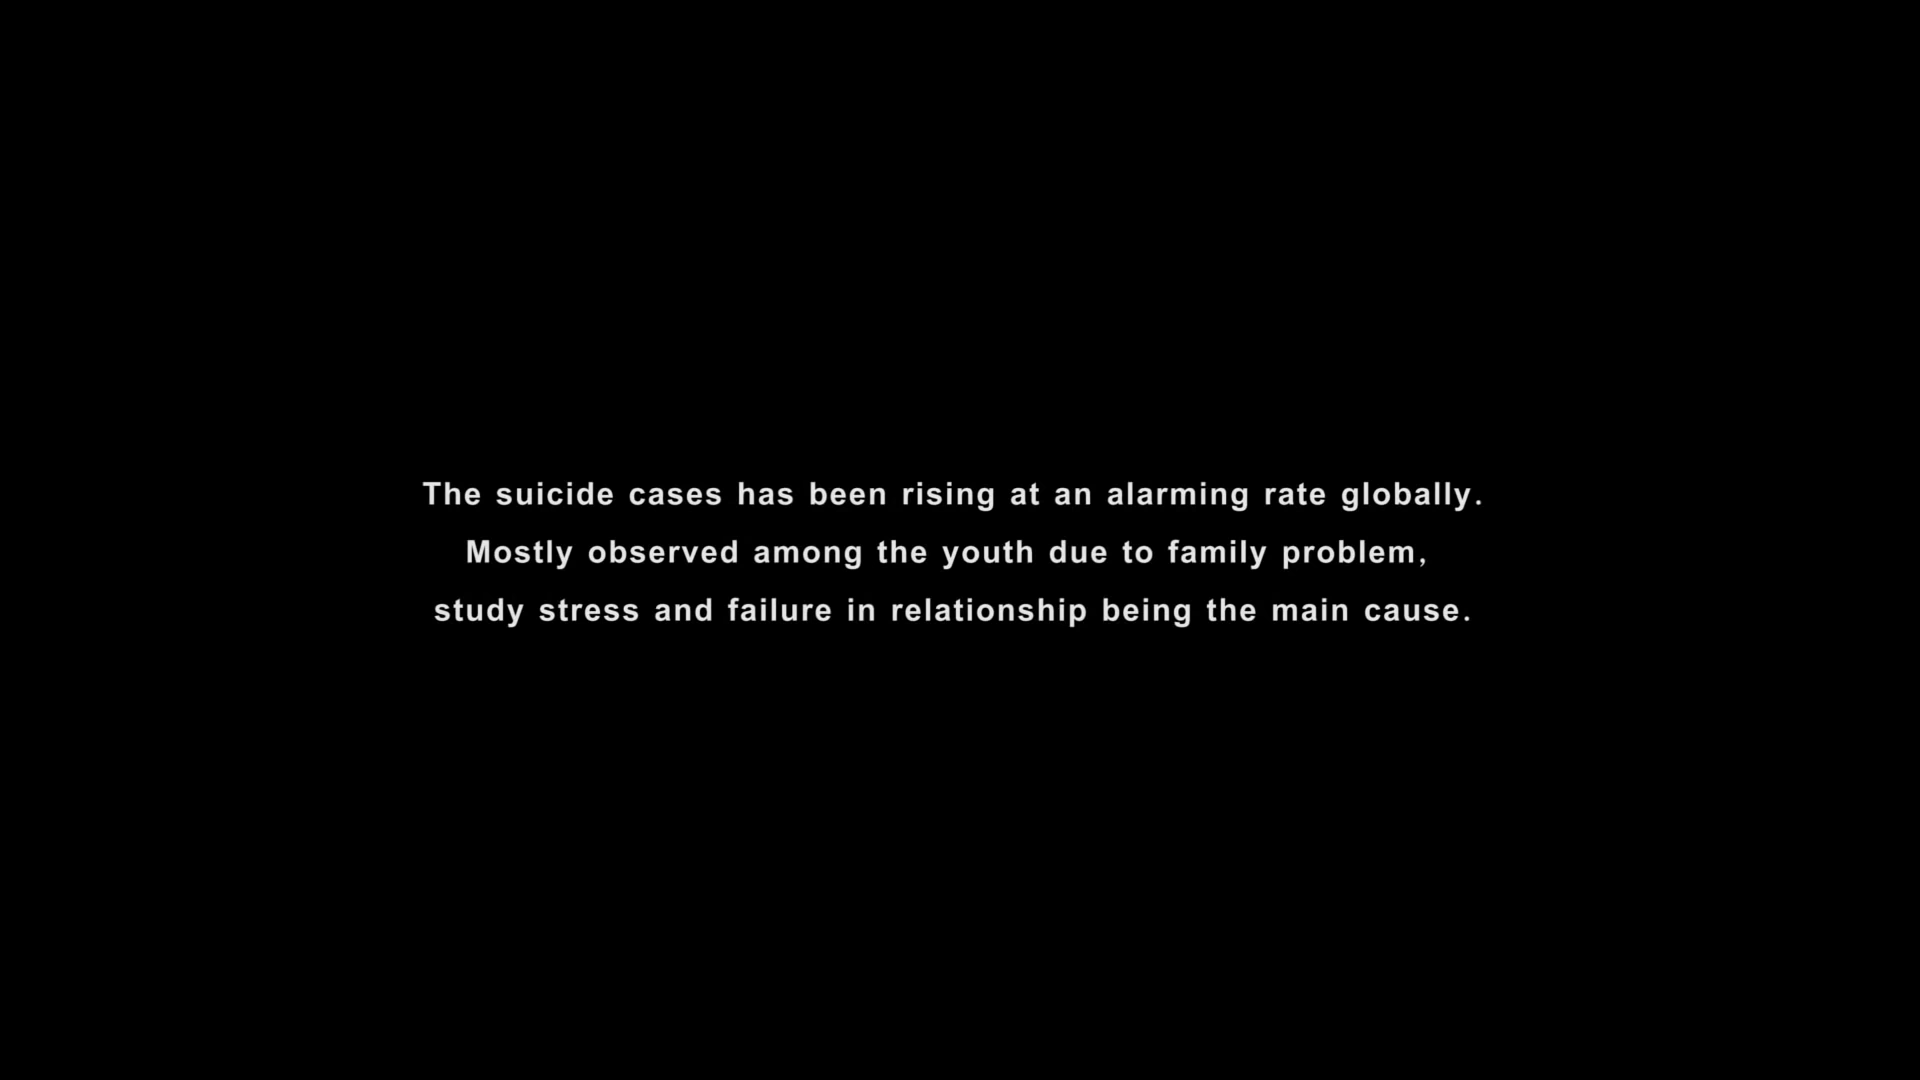 The suicide cases has been rising at an alarming rate globally.
Mostly observed among the youth due to family problem,
study stress and failure in relationship being the main cause.